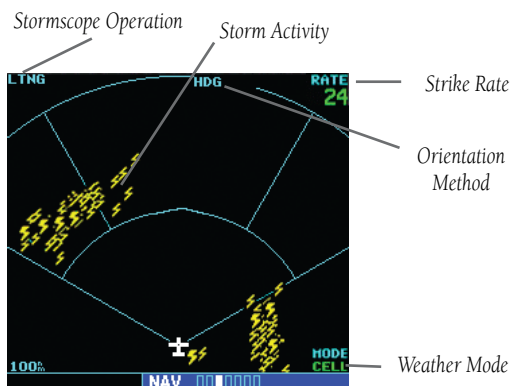 Stormscope Operation
Storm Activity
LTNG
HDG
RATE
24
Strike Rate
Orientation
Method
100
MODE
CELL
Weather Mode
NAV